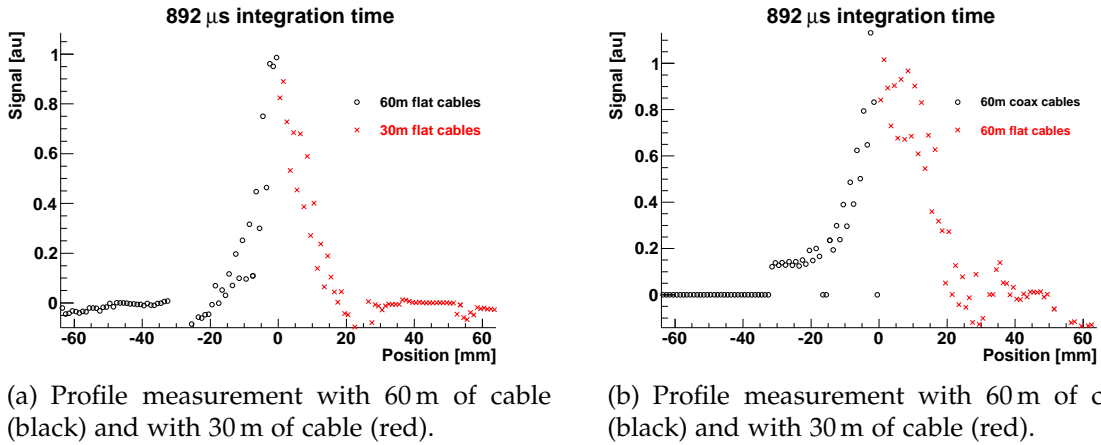 892 μs integration time
Signal [au]
1
0.8
0.6
0.4
0.2
0
60m flat cables
30m flat cables
-60 -40 -20 0 20 40 60
Position [mm]
(a) Profile measurement with 60 m of cable
(black) and with 30 m of cable (red).
892 μs integration time
Signal [au]
1
0.8
0.6
0.4
0.2
0
60m coax cables
60m flat cables
-60 -40 -20 0 20 40 60
Position [mm]
(b) Profile measurement with 60 m of c
(black) and with 30 m of cable (red).